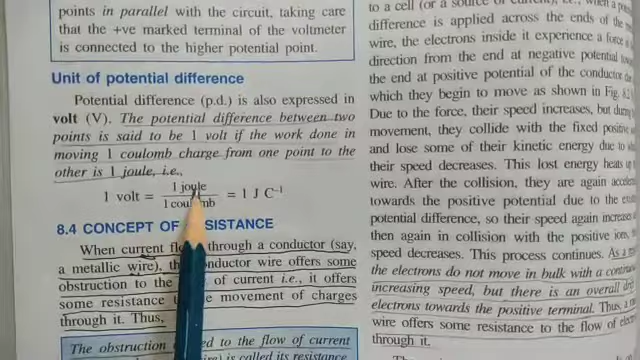 points in parallel with the circuit, taking care
that the +ve marked terminal of the voltmeter
is connected to the higher potential point.
Unit of potential difference
Potential difference (p.d.) is also expressed in
volt (V). The potential difference between two
points is said to be 1 volt if the work done in
moving 1 coulomb charge from one point to the
other is 1 joule, i.e.,
1 volt = 1 joule / 1 coulomb = 1 J C⁻¹
8.4 CONCEPT OF RESISTANCE
When current through a conductor (say,
a metallic wire), the conductor wire offers some
obstruction to the of current i.e., it offers
some resistance movement of charges
through it. Thus,
The obstruction to the flow of current
is called its resistance
to a cell (or a source of when a
difference is applied across the ends of the
wire, the electrons inside it experience a force
direction from the end at negative potential
the end at positive potential of the conductor
which they begin to move as shown in Fig.
Due to the force, their speed increases, but
movement, they collide with the fixed positive
and lose some of their kinetic energy due to
their speed decreases. This lost energy heats
wire. After the collision, they are again
towards the positive potential due to the
potential difference, so their speed again increases
then again in collision with the positive ions,
speed decreases. This process continues. As a
the electrons do not move in bulk with a
increasing speed, but there is an overall
electrons towards the positive terminal. Thus, a
wire offers some resistance to the flow of
through it.